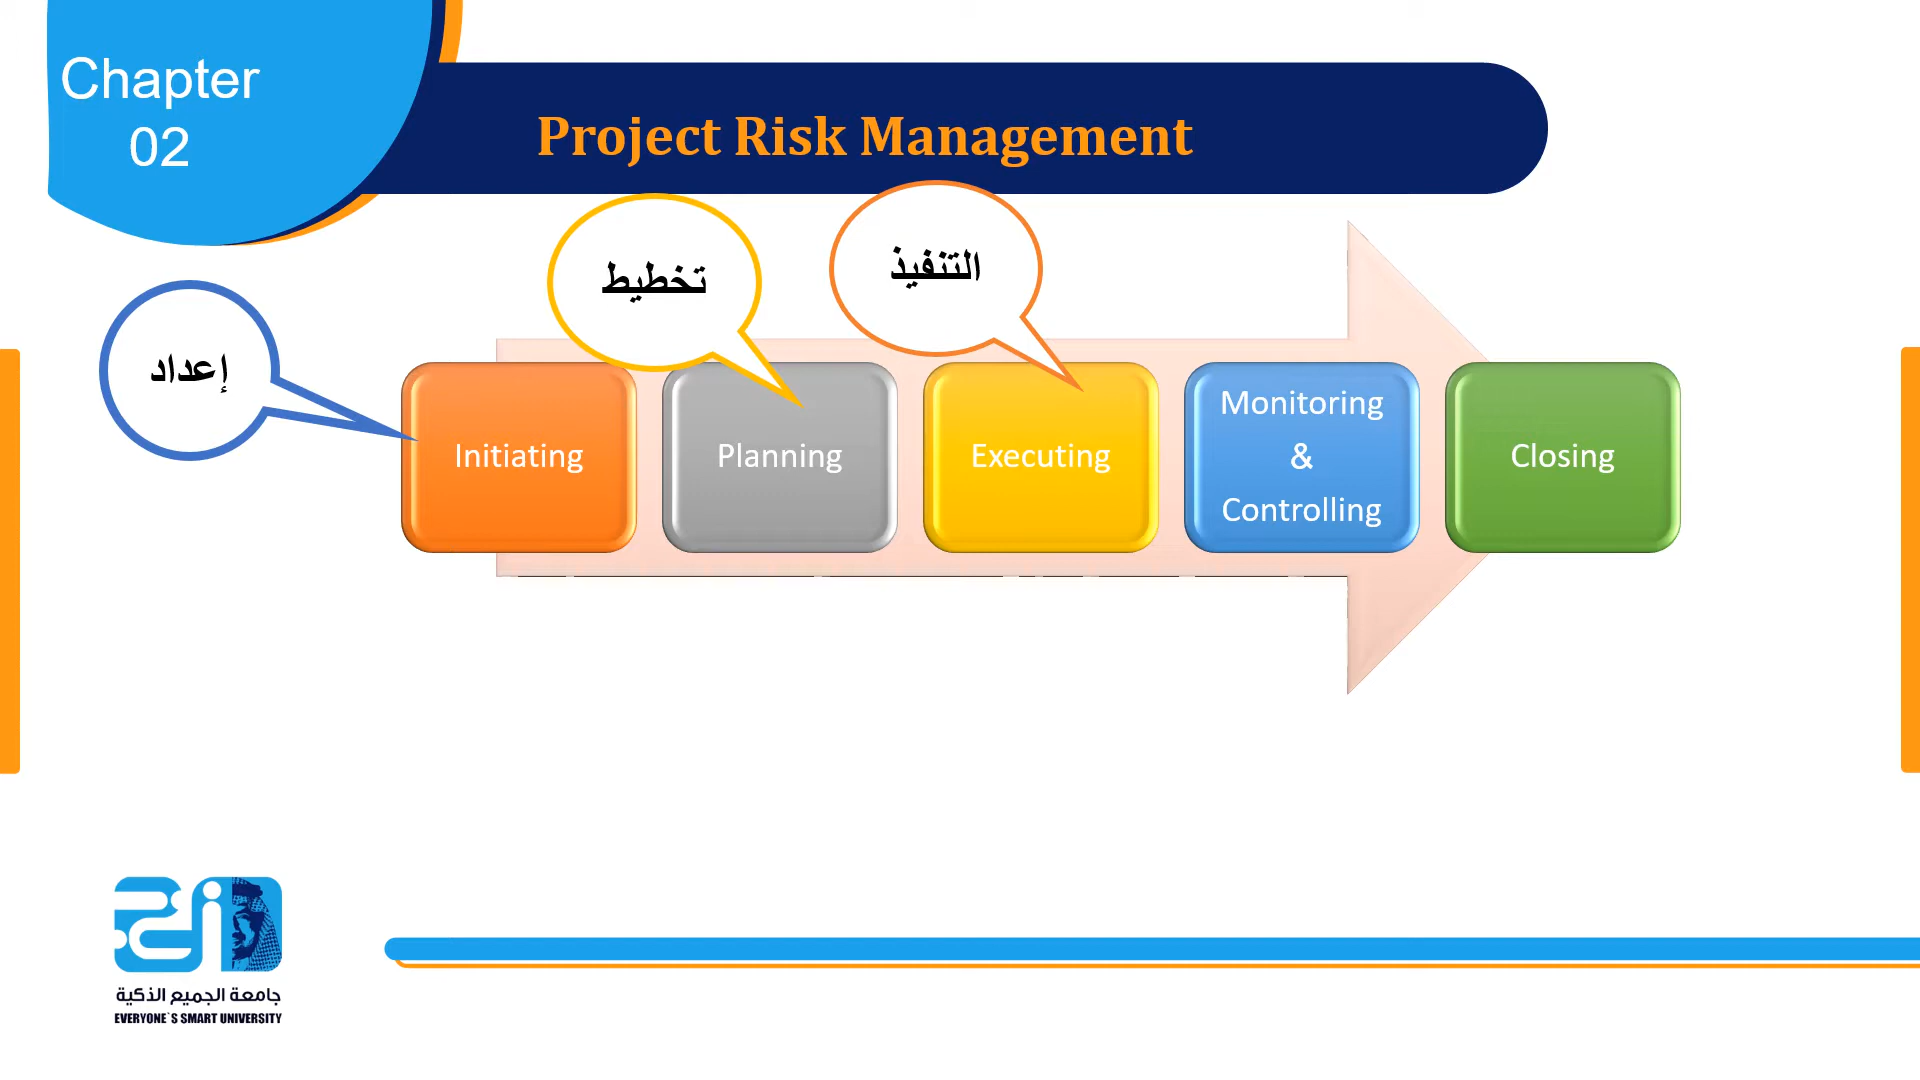 Chapter
02
Project Risk Management
إعداد
تخطيط
التنفيذ
Initiating
Planning
Executing
Monitoring
&
Controlling
Closing
جامعة الجميع الذكية
EVERYONE`S SMART UNIVERSITY